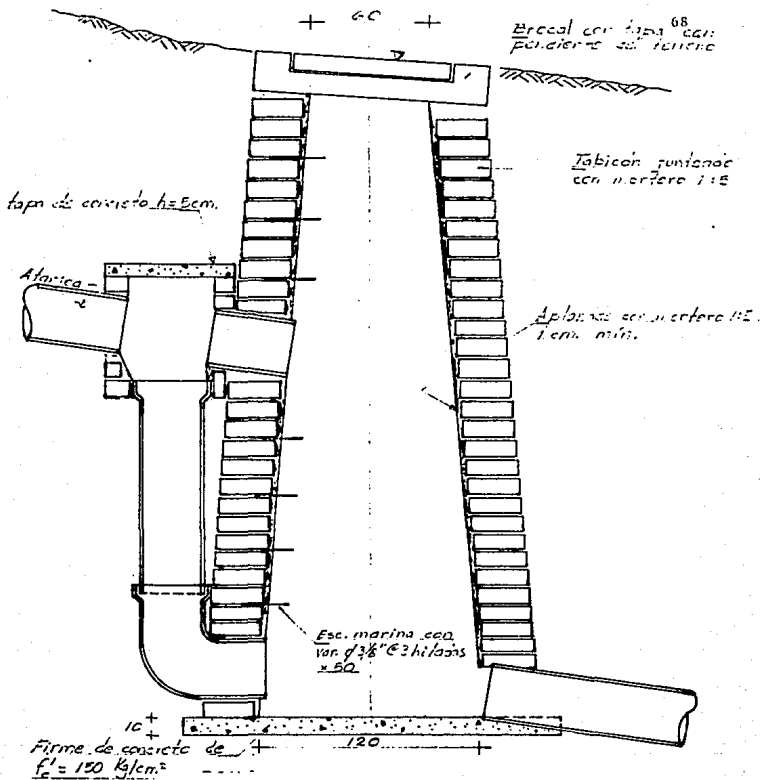 60
68
Brocal con tapa con
pendiente del terreno
Tabicón junteado
con mortero 1:5
tapa de concreto h=5cm.
Atarjea
Aplanado con mortero 1:5
1 cm. mín.
Esc. marina con
var. ø 3/8" @ 3 hiladas
x 50
10
120
Firme de concreto de
f'c = 150 Kg/cm²